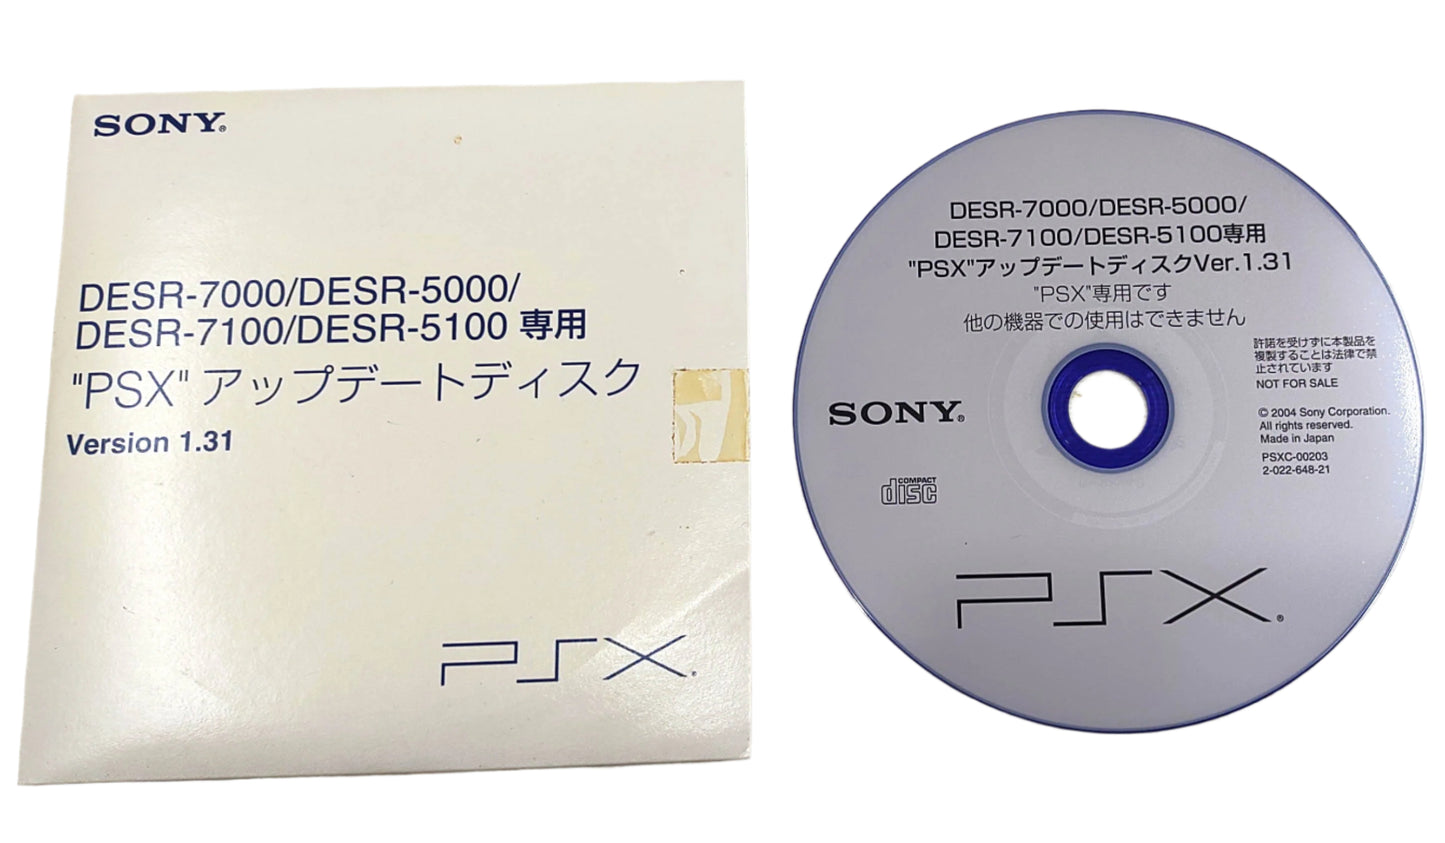 SONY®
DESR-7000/DESR-5000/
DESR-7100/DESR-5100 専用
"PSX" アップデートディスク
Version 1.31
PSX®
DESR-7000/DESR-5000/
DESR-7100/DESR-5100専用
"PSX"アップデートディスクVer.1.31
"PSX"専用です
他の機器での使用はできません
許諾を受けずに本製品を
複製することは法律で禁
止されています
NOT FOR SALE
SONY®
© 2004 Sony Corporation.
All rights reserved.
Made in Japan
PSXC-00203
2-022-648-21
COMPACT
disc
PSX®